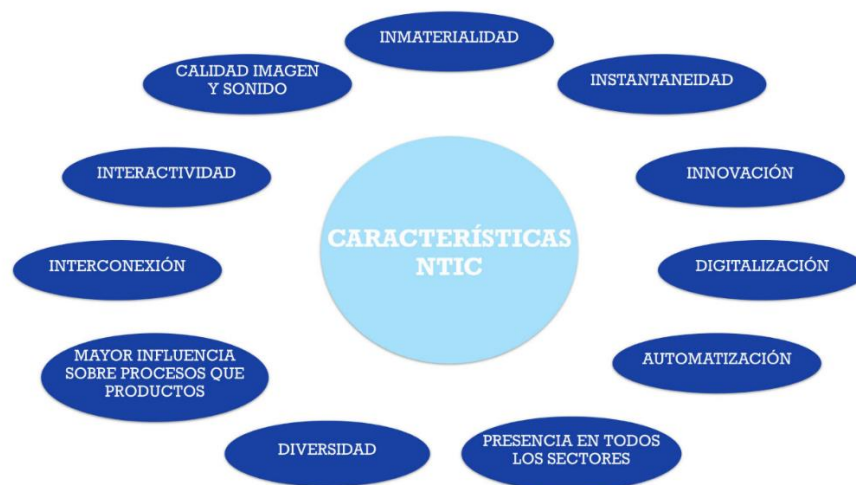 INMATERIALIDAD
CALIDAD IMAGEN
Y SONIDO
INSTANTANEIDAD
INTERACTIVIDAD
INNOVACIÓN
CARACTERÍSTICAS
NTIC
INTERCONEXIÓN
DIGITALIZACIÓN
MAYOR INFLUENCIA
SOBRE PROCESOS QUE
PRODUCTOS
AUTOMATIZACIÓN
DIVERSIDAD
PRESENCIA EN TODOS
LOS SECTORES